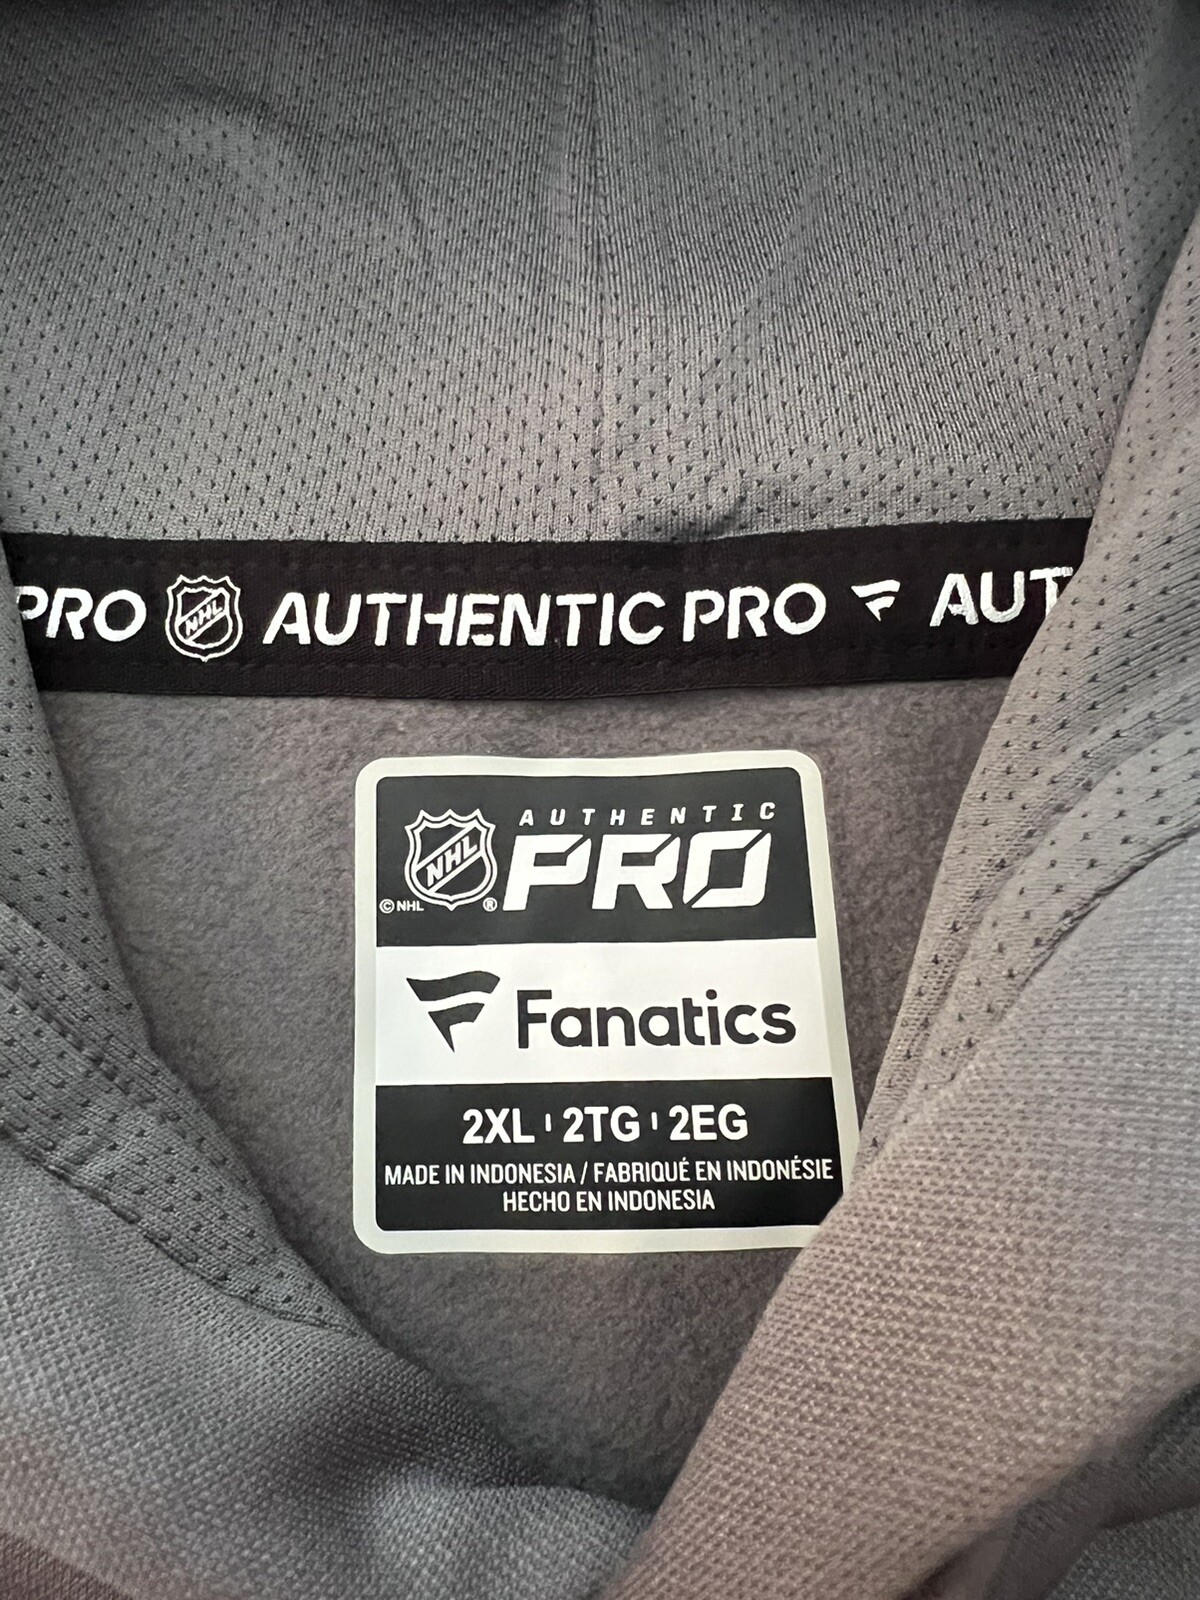 PRO NHL AUTHENTIC PRO AUT
AUTHENTIC
NHL PRO
© NHL ®
Fanatics
2XL 2TG 2EG
MADE IN INDONESIA / FABRIQUÉ EN INDONÉSIE
HECHO EN INDONESIA